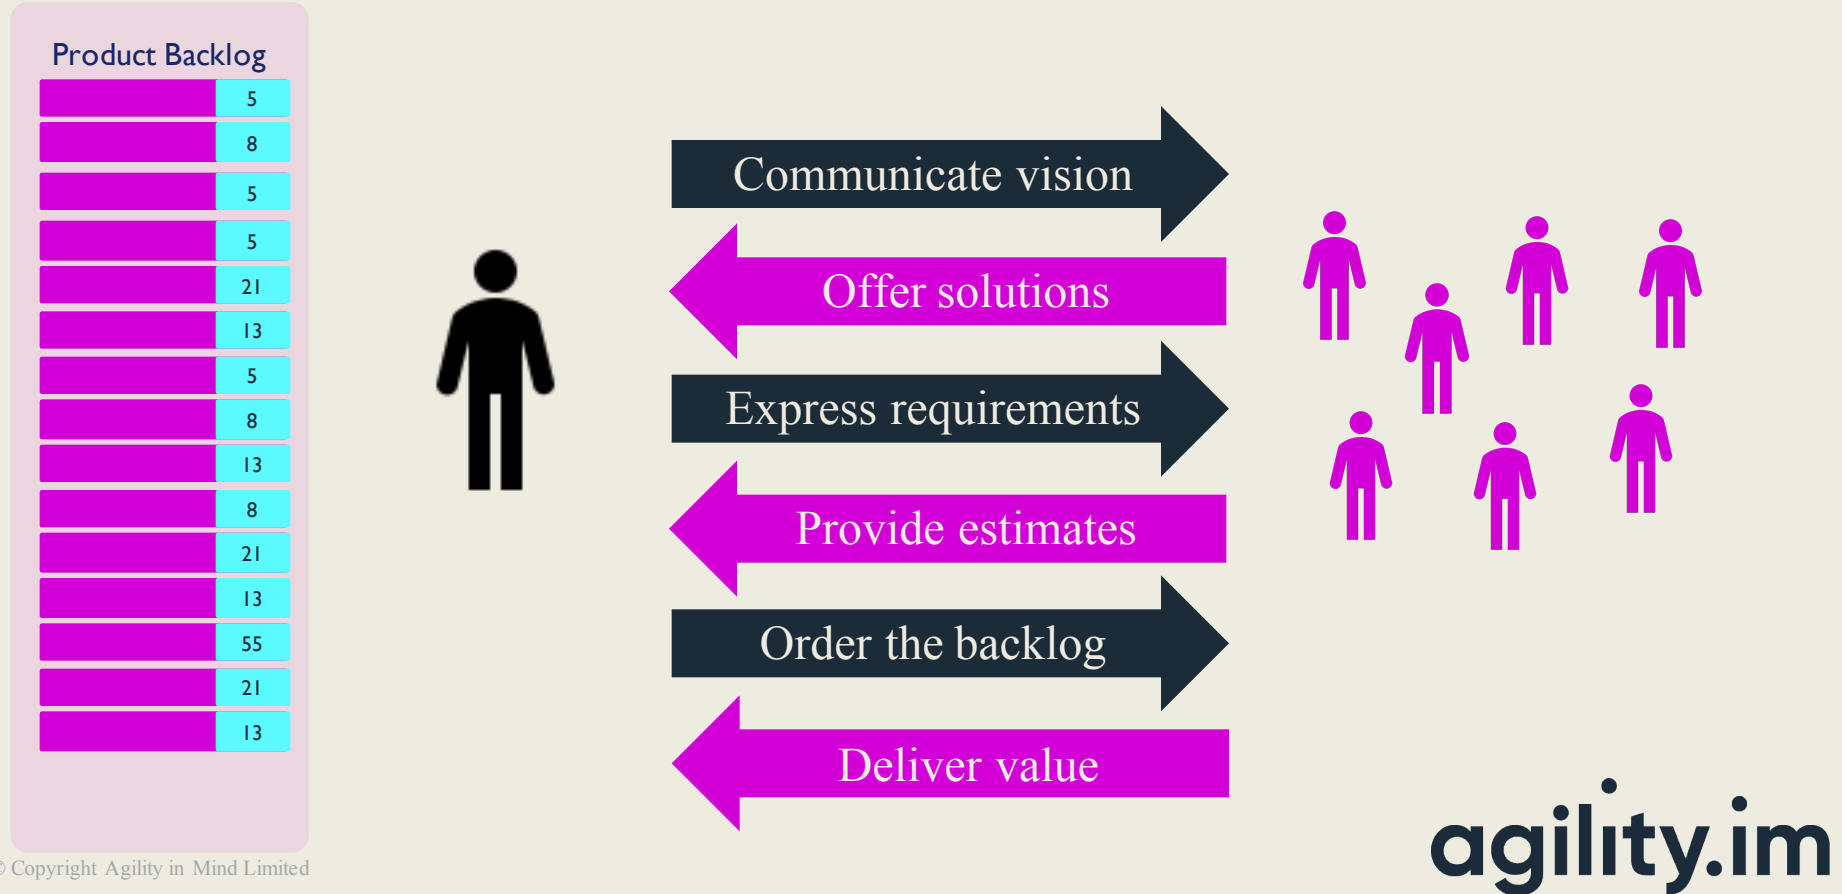 Product Backlog
5
8
5
5
21
13
5
8
13
8
21
13
55
21
13
Communicate vision
Offer solutions
Express requirements
Provide estimates
Order the backlog
Deliver value
© Copyright Agility in Mind Limited
agility.im